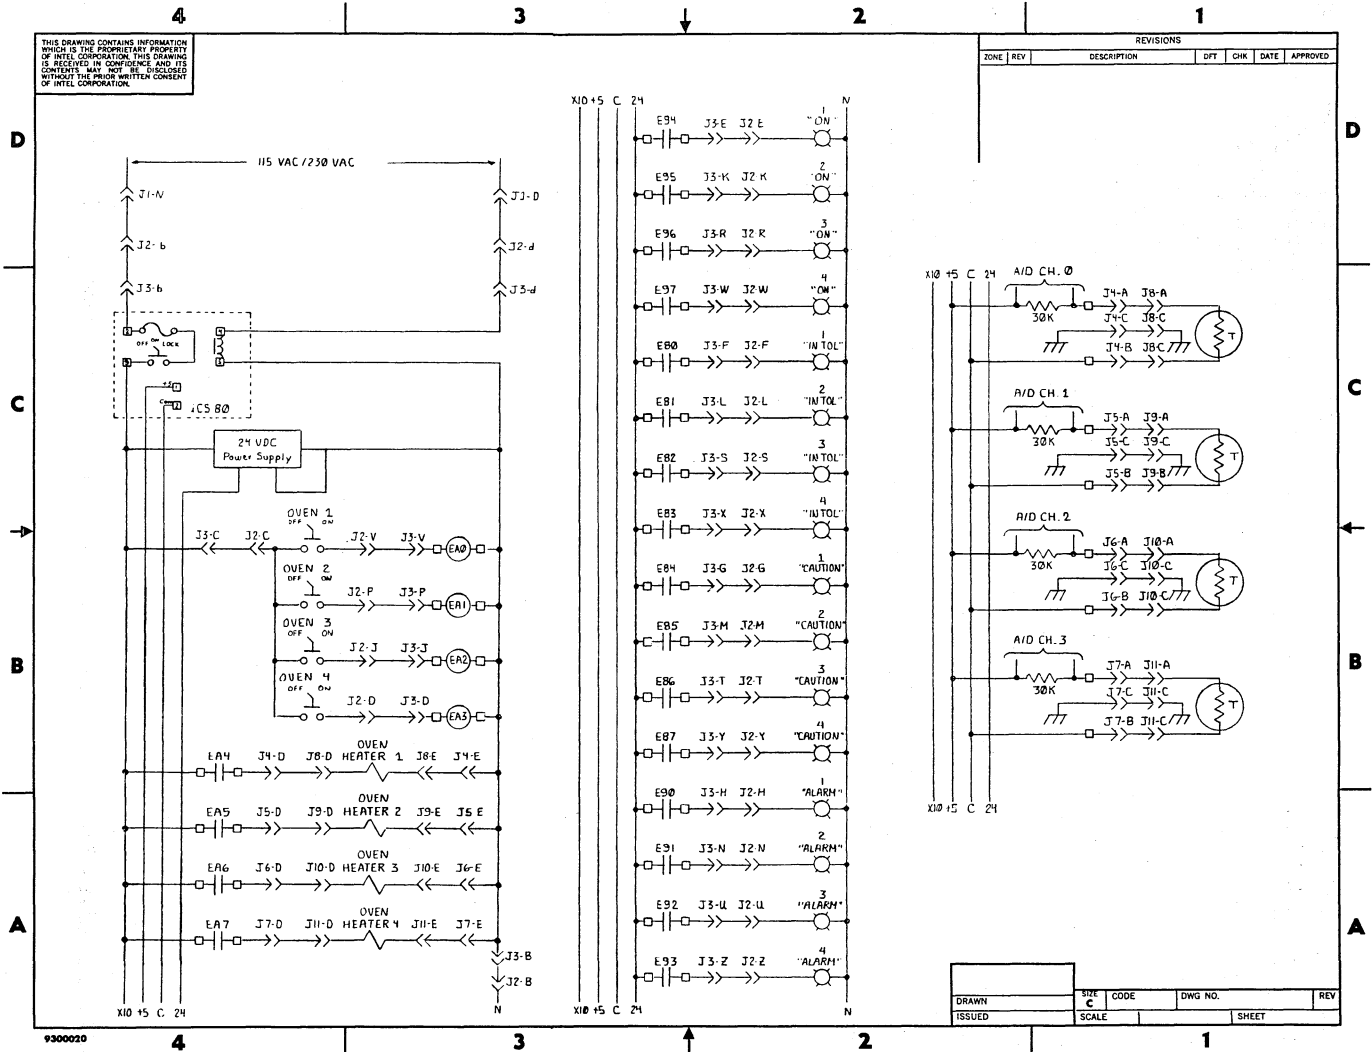 4 3 2 1
THIS DRAWING CONTAINS INFORMATION
WHICH IS THE PROPRIETARY PROPERTY
OF INTEL CORPORATION. THIS DRAWING
IS RECEIVED IN CONFIDENCE AND ITS
CONTENTS MAY NOT BE DISCLOSED
WITHOUT THE PRIOR WRITTEN CONSENT
OF INTEL CORPORATION.
REVISIONS
ZONE REV DESCRIPTION DFT CHK DATE APPROVED
D
C
B
A
115 VAC/230 VAC
J1-N J1-D
J2-b J2-d
J3-b J3-d
OFF ON LOCK
+5 1
C 2
iCS 80
24 VDC
Power Supply
OVEN 1
OFF ON
J3-C J2-C J2-V J3-V EA0
OVEN 2
OFF ON
J2-P J3-P EA1
OVEN 3
OFF ON
J2-J J3-J EA2
OVEN 4
OFF ON
J2-D J3-D EA3
OVEN
EA4 J4-D J8-D HEATER 1 J8-E J4-E
OVEN
EA5 J5-D J9-D HEATER 2 J9-E J5-E
OVEN
EA6 J6-D J10-D HEATER 3 J10-E J6-E
OVEN
EA7 J7-D J11-D HEATER 4 J11-E J7-E
J3-B
J2-B
X10 +5 C 24 N
X10 +5 C 24 N
1
E94 J3-E J2-E "ON"
2
E95 J3-K J2-K "ON"
3
E96 J3-R J2-R "ON"
4
E97 J3-W J2-W "ON"
1
E80 J3-F J2-F "IN TOL"
2
E81 J3-L J2-L "IN TOL"
3
E82 J3-S J2-S "IN TOL"
4
E83 J3-X J2-X "IN TOL"
1
E84 J3-G J2-G "CAUTION"
2
E85 J3-M J2-M "CAUTION"
3
E86 J3-T J2-T "CAUTION"
4
E87 J3-Y J2-Y "CAUTION"
1
E90 J3-H J2-H "ALARM"
2
E91 J3-N J2-N "ALARM"
3
E92 J3-U J2-U "ALARM"
4
E93 J3-Z J2-Z "ALARM"
X10 +5 C 24 N
X10 +5 C 24
A/D CH. 0
J4-A J8-A
30K J4-C J8-C T
J4-B J8-C
A/D CH. 1
J5-A J9-A
30K J5-C J9-C T
J5-B J9-B
A/D CH. 2
J6-A J10-A
30K J6-C J10-C T
J6-B J10-C
A/D CH. 3
J7-A J11-A
30K J7-C J11-C T
J7-B J11-C
X10 +5 C 24
D
C
B
A
DRAWN
ISSUED
SIZE
C
CODE
DWG NO.
REV
SCALE
SHEET
9300020
4 3 2 1